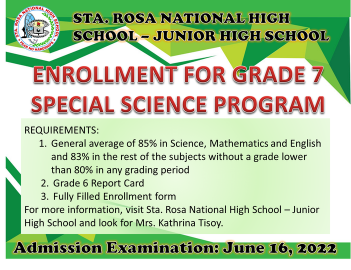 STA. ROSA NATIONAL HIGH
SCHOOL – JUNIOR HIGH SCHOOL
ENROLLMENT FOR GRADE 7
SPECIAL SCIENCE PROGRAM
REQUIREMENTS:
1. General average of 85% in Science, Mathematics and English
and 83% in the rest of the subjects without a grade lower
than 80% in any grading period
2. Grade 6 Report Card
3. Fully Filled Enrollment form
For more information, visit Sta. Rosa National High School – Junior
High School and look for Mrs. Kathrina Tisoy.
Admission Examination: June 16, 2022